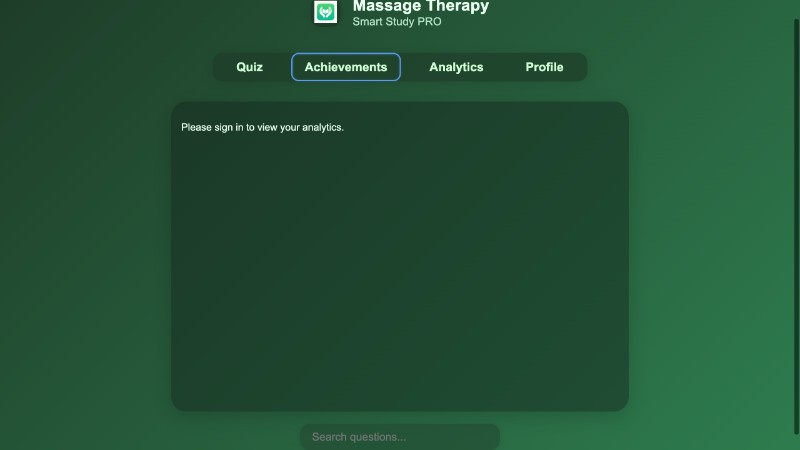 Massage Therapy
Smart Study PRO
Quiz
Achievements
Analytics
Profile
Please sign in to view your analytics.
Search questions...